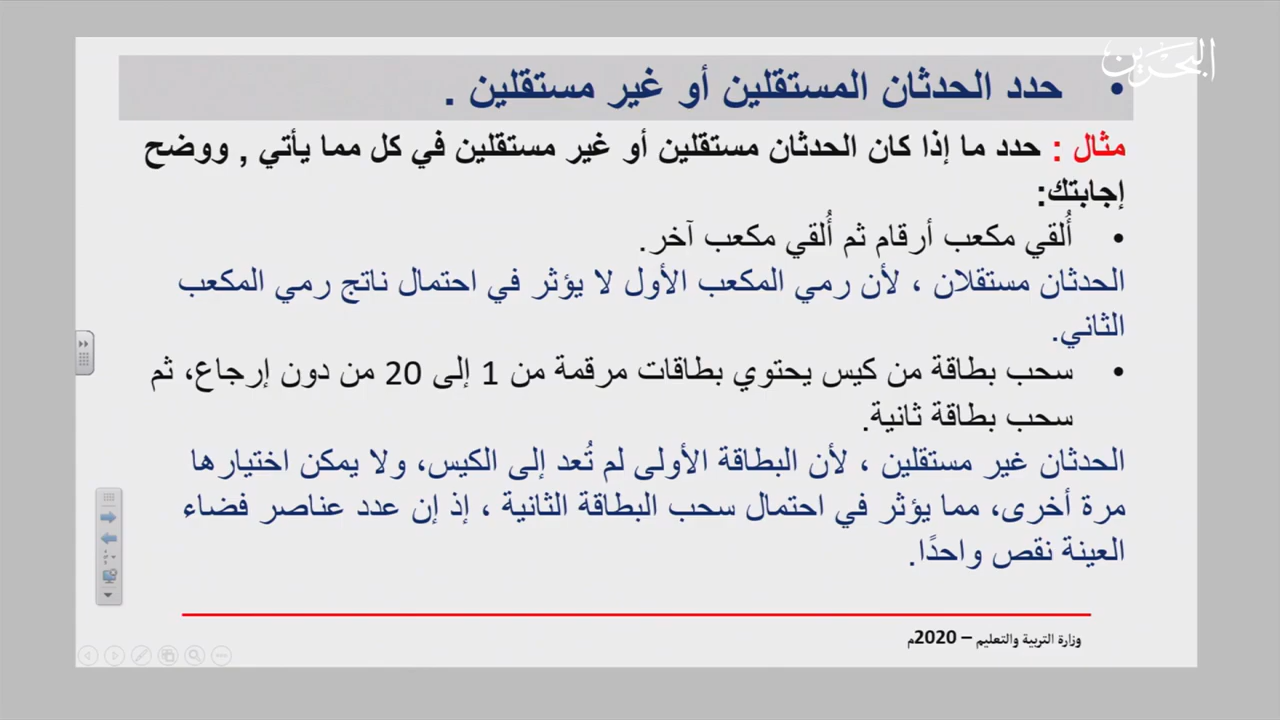 البحرين
• حدد الحدثان المستقلين أو غير مستقلين .
مثال : حدد ما إذا كان الحدثان مستقلين أو غير مستقلين في كل مما يأتي , ووضح
إجابتك:
• أُلقي مكعب أرقام ثم أُلقي مكعب آخر.
الحدثان مستقلان ، لأن رمي المكعب الأول لا يؤثر في احتمال ناتج رمي المكعب
الثاني.
• سحب بطاقة من كيس يحتوي بطاقات مرقمة من 1 إلى 20 من دون إرجاع، ثم
سحب بطاقة ثانية.
الحدثان غير مستقلين ، لأن البطاقة الأولى لم تُعد إلى الكيس، ولا يمكن اختيارها
مرة أخرى، مما يؤثر في احتمال سحب البطاقة الثانية ، إذ إن عدد عناصر فضاء
العينة نقص واحدًا.
وزارة التربية والتعليم – 2020م